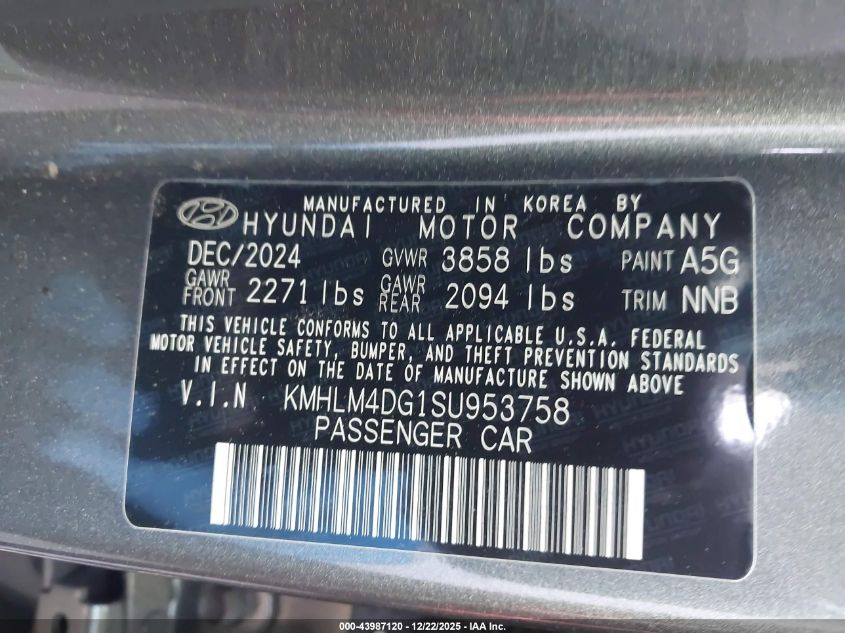 MANUFACTURED IN KOREA BY
HYUNDAI MOTOR COMPANY
DEC/2024 GVWR 3858 lbs PAINT A5G
GAWR FRONT 2271 lbs GAWR REAR 2094 lbs TRIM NNB
THIS VEHICLE CONFORMS TO ALL APPLICABLE U.S.A. FEDERAL
MOTOR VEHICLE SAFETY, BUMPER, AND THEFT PREVENTION STANDARDS
IN EFFECT ON THE DATE OF MANUFACTURE SHOWN ABOVE
V.I.N KMHLM4DG1SU953758
PASSENGER CAR
000-43987120 - 12/22/2025 - IAA Inc.